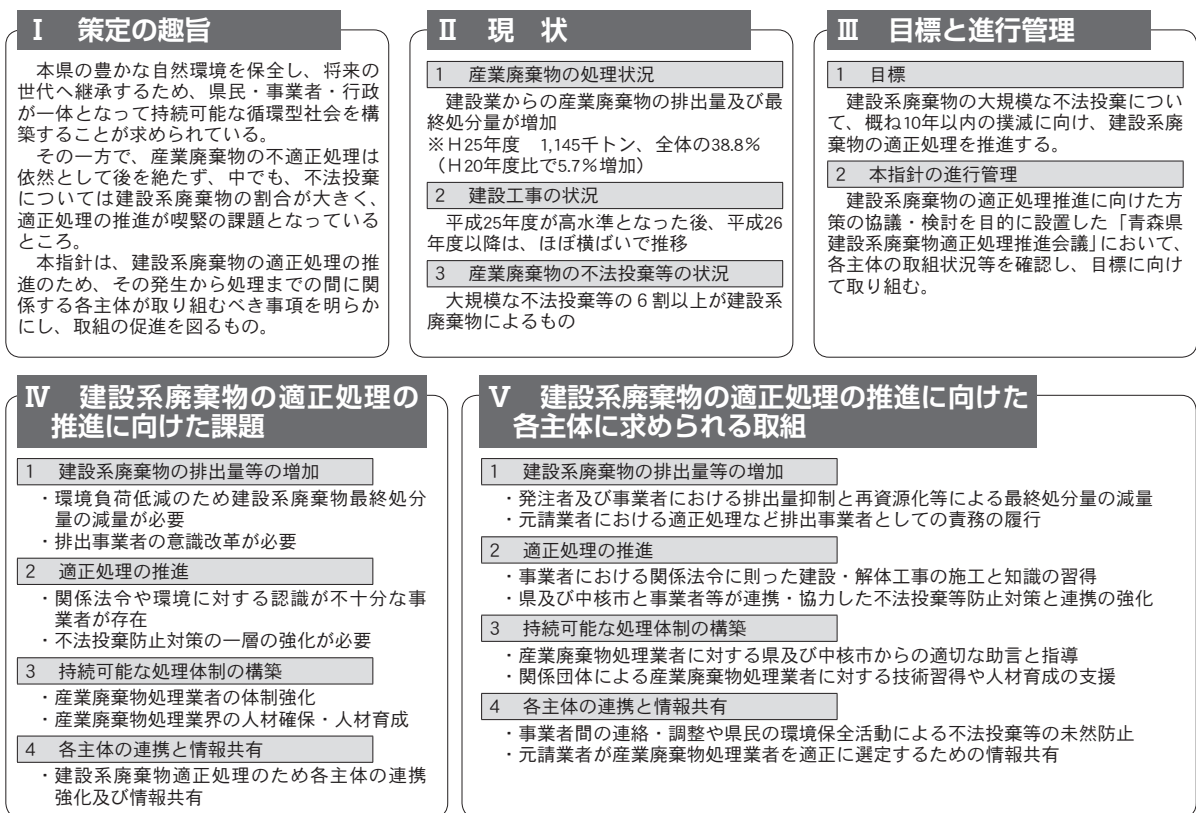 Ⅰ 策定の趣旨
本県の豊かな自然環境を保全し、将来の
世代へ継承するため、県民・事業者・行政
が一体となって持続可能な循環型社会を構
築することが求められている。
その一方で、産業廃棄物の不適正処理は
依然として後を絶たず、中でも、不法投棄
については建設系廃棄物の割合が大きく、
適正処理の推進が喫緊の課題となっている
ところ。
本指針は、建設系廃棄物の適正処理の推
進のため、その発生から処理までの間に関
係する各主体が取り組むべき事項を明らか
にし、取組の促進を図るもの。
Ⅱ 現 状
1 産業廃棄物の処理状況
建設業からの産業廃棄物の排出量及び最
終処分量が増加
※H25年度 1,145千トン、全体の38.8%
(H20年度比で5.7%増加)
2 建設工事の状況
平成25年度が高水準となった後、平成26
年度以降は、ほぼ横ばいで推移
3 産業廃棄物の不法投棄等の状況
大規模な不法投棄等の6割以上が建設系
廃棄物によるもの
Ⅲ 目標と進行管理
1 目標
建設系廃棄物の大規模な不法投棄につい
て、概ね10年以内の撲滅に向け、建設系廃
棄物の適正処理を推進する。
2 本指針の進行管理
建設系廃棄物の適正処理推進に向けた方
策の協議・検討を目的に設置した「青森県
建設系廃棄物適正処理推進会議」において、
各主体の取組状況等を確認し、目標に向け
て取り組む。
Ⅳ 建設系廃棄物の適正処理の
推進に向けた課題
1 建設系廃棄物の排出量等の増加
・環境負荷低減のため建設系廃棄物最終処分
量の減量が必要
・排出事業者の意識改革が必要
2 適正処理の推進
・関係法令や環境に対する認識が不十分な事
業者が存在
・不法投棄防止対策の一層の強化が必要
3 持続可能な処理体制の構築
・産業廃棄物処理業者の体制強化
・産業廃棄物処理業界の人材確保・人材育成
4 各主体の連携と情報共有
・建設系廃棄物適正処理のため各主体の連携
強化及び情報共有
Ⅴ 建設系廃棄物の適正処理の推進に向けた
各主体に求められる取組
1 建設系廃棄物の排出量等の増加
・発注者及び事業者における排出量抑制と再資源化等による最終処分量の減量
・元請業者における適正処理など排出事業者としての責務の履行
2 適正処理の推進
・事業者における関係法令に則った建設・解体工事の施工と知識の習得
・県及び中核市と事業者等が連携・協力した不法投棄等防止対策と連携の強化
3 持続可能な処理体制の構築
・産業廃棄物処理業者に対する県及び中核市からの適切な助言と指導
・関係団体による産業廃棄物処理業者に対する技術習得や人材育成の支援
4 各主体の連携と情報共有
・事業者間の連絡・調整や県民の環境保全活動による不法投棄等の未然防止
・元請業者が産業廃棄物処理業者を適正に選定するための情報共有